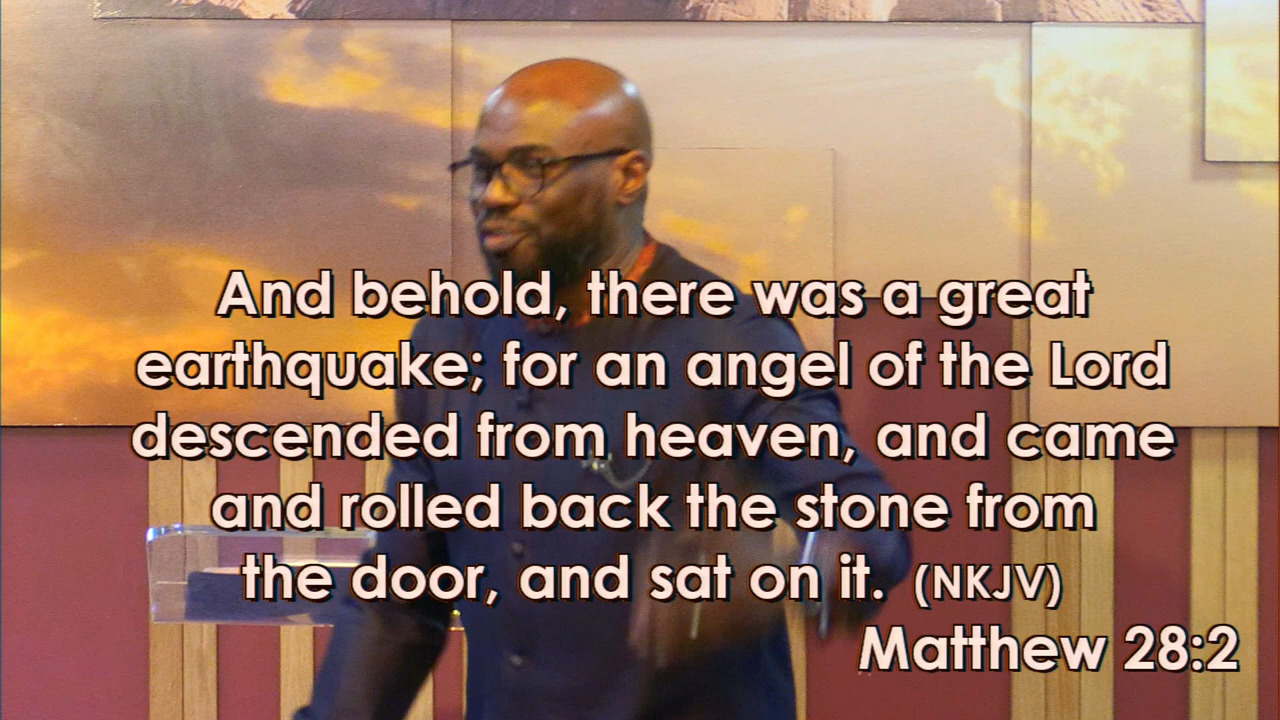 And behold, there was a great
earthquake; for an angel of the Lord
descended from heaven, and came
and rolled back the stone from
the door, and sat on it. (NKJV)
Matthew 28:2